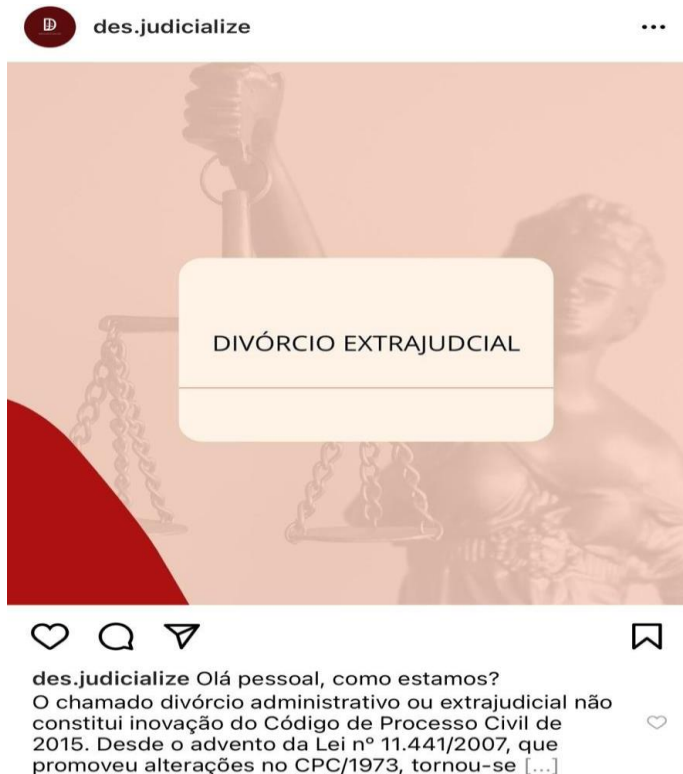 des.judicialize
DIVÓRCIO EXTRAJUDCIAL
des.judicialize Olá pessoal, como estamos?
O chamado divórcio administrativo ou extrajudicial não
constitui inovação do Código de Processo Civil de
2015. Desde o advento da Lei nº 11.441/2007, que
promoveu alterações no CPC/1973, tornou-se [...]